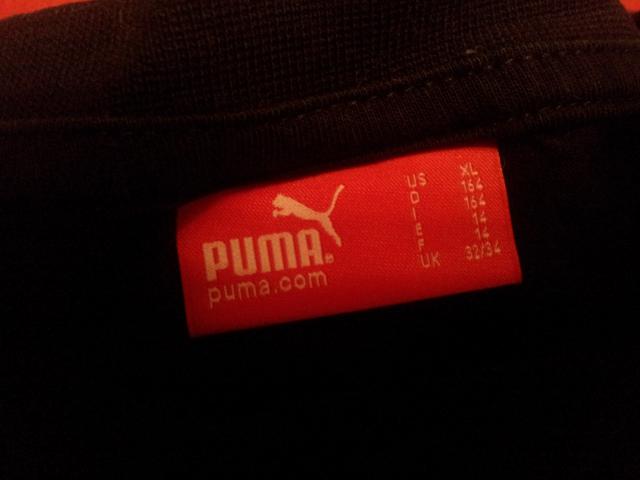 PUMA®
puma.com
US XL
D 164
I 164
E 14
F 14
UK 32/34